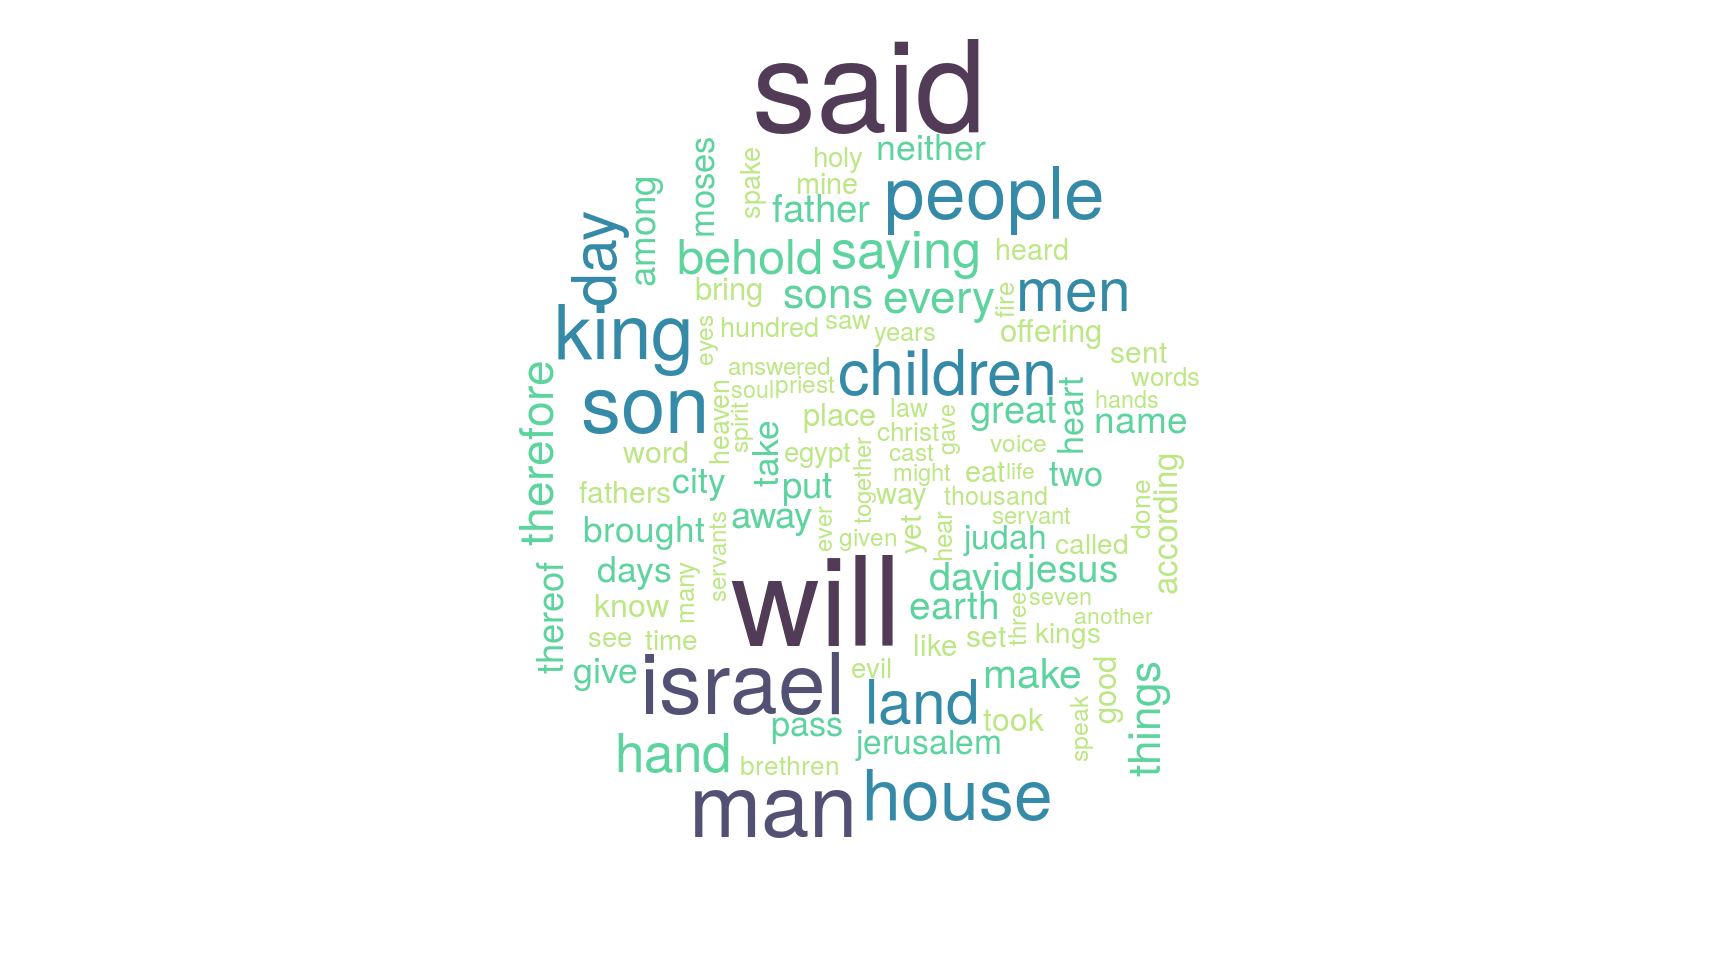 said
neither
holy
moses
spake
mine
among
father
people
day
behold
saying
heard
bring
sons
every
fire
men
king
eyes
hundred
saw
years
offering
sent
answered
children
words
therefore
son
heaven
soul
priest
spirit
place
law
great
heart
hands
name
christ
gave
voice
word
take
egypt
together
cast
might
eat
life
two
according
fathers
city
put
way
thousand
done
brought
away
ever
servants
given
yet
hear
servant
judah
called
thereof
days
many
will
david
jesus
know
earth
three
seven
another
see
time
like
set
kings
give
israel
evil
land
make
good
things
pass
took
speak
hand
brethren
jerusalem
man
house